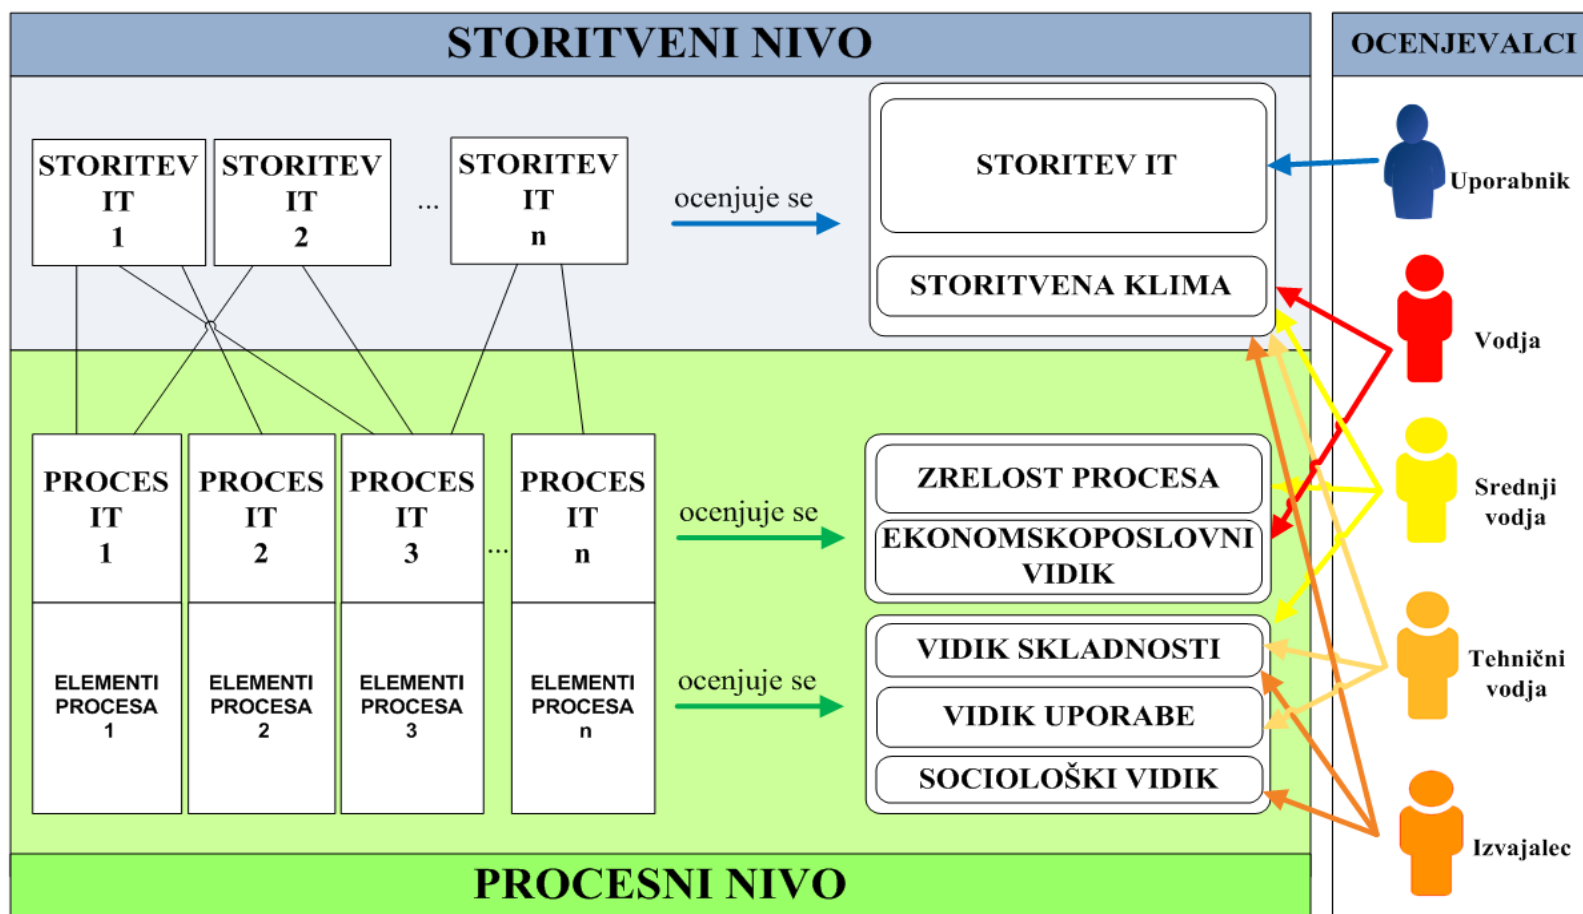 STORITVENI NIVO
OCENJEVALCI
STORITEV
IT
1
STORITEV
IT
2
...
STORITEV
IT
n
ocenjuje se
STORITEV IT
STORITVENA KLIMA
Uporabnik
Vodja
Srednji
vodja
Tehnični
vodja
Izvajalec
PROCES
IT
1
PROCES
IT
2
PROCES
IT
3
...
PROCES
IT
n
ocenjuje se
ZRELOST PROCESA
EKONOMSKOPOSLOVNI
VIDIK
ELEMENTI
PROCESA
1
ELEMENTI
PROCESA
2
ELEMENTI
PROCESA
3
ELEMENTI
PROCESA
n
ocenjuje se
VIDIK SKLADNOSTI
VIDIK UPORABE
SOCIOLOŠKI VIDIK
PROCESNI NIVO